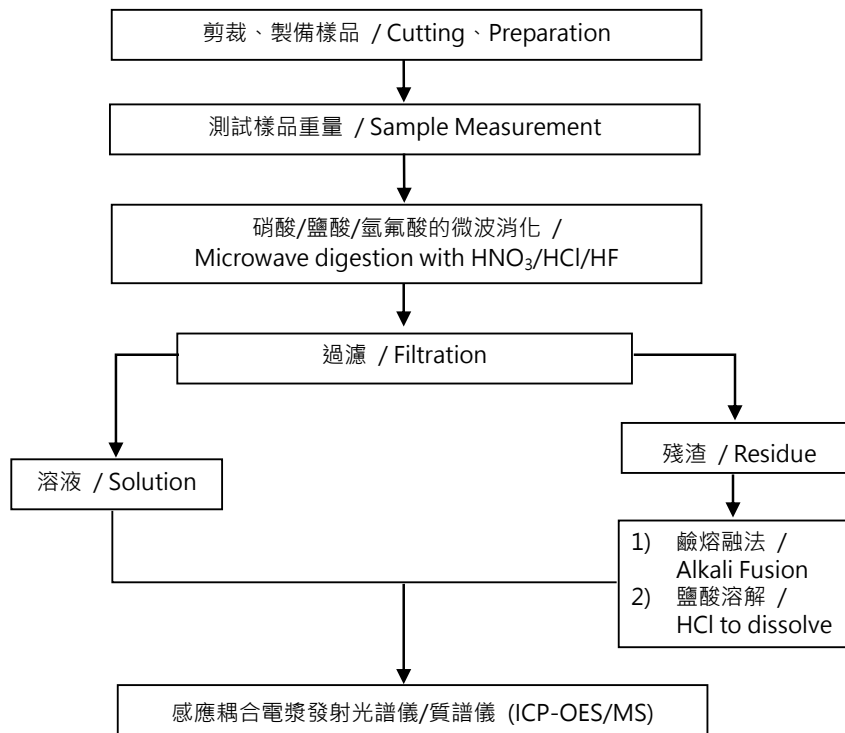 剪裁、製備樣品 / Cutting、Preparation
測試樣品重量 / Sample Measurement
硝酸/鹽酸/氫氟酸的微波消化 /
Microwave digestion with HNO₃/HCl/HF
過濾 / Filtration
溶液 / Solution
殘渣 / Residue
1) 鹼熔融法 /
Alkali Fusion
2) 鹽酸溶解 /
HCl to dissolve
感應耦合電漿發射光譜儀/質譜儀 (ICP-OES/MS)